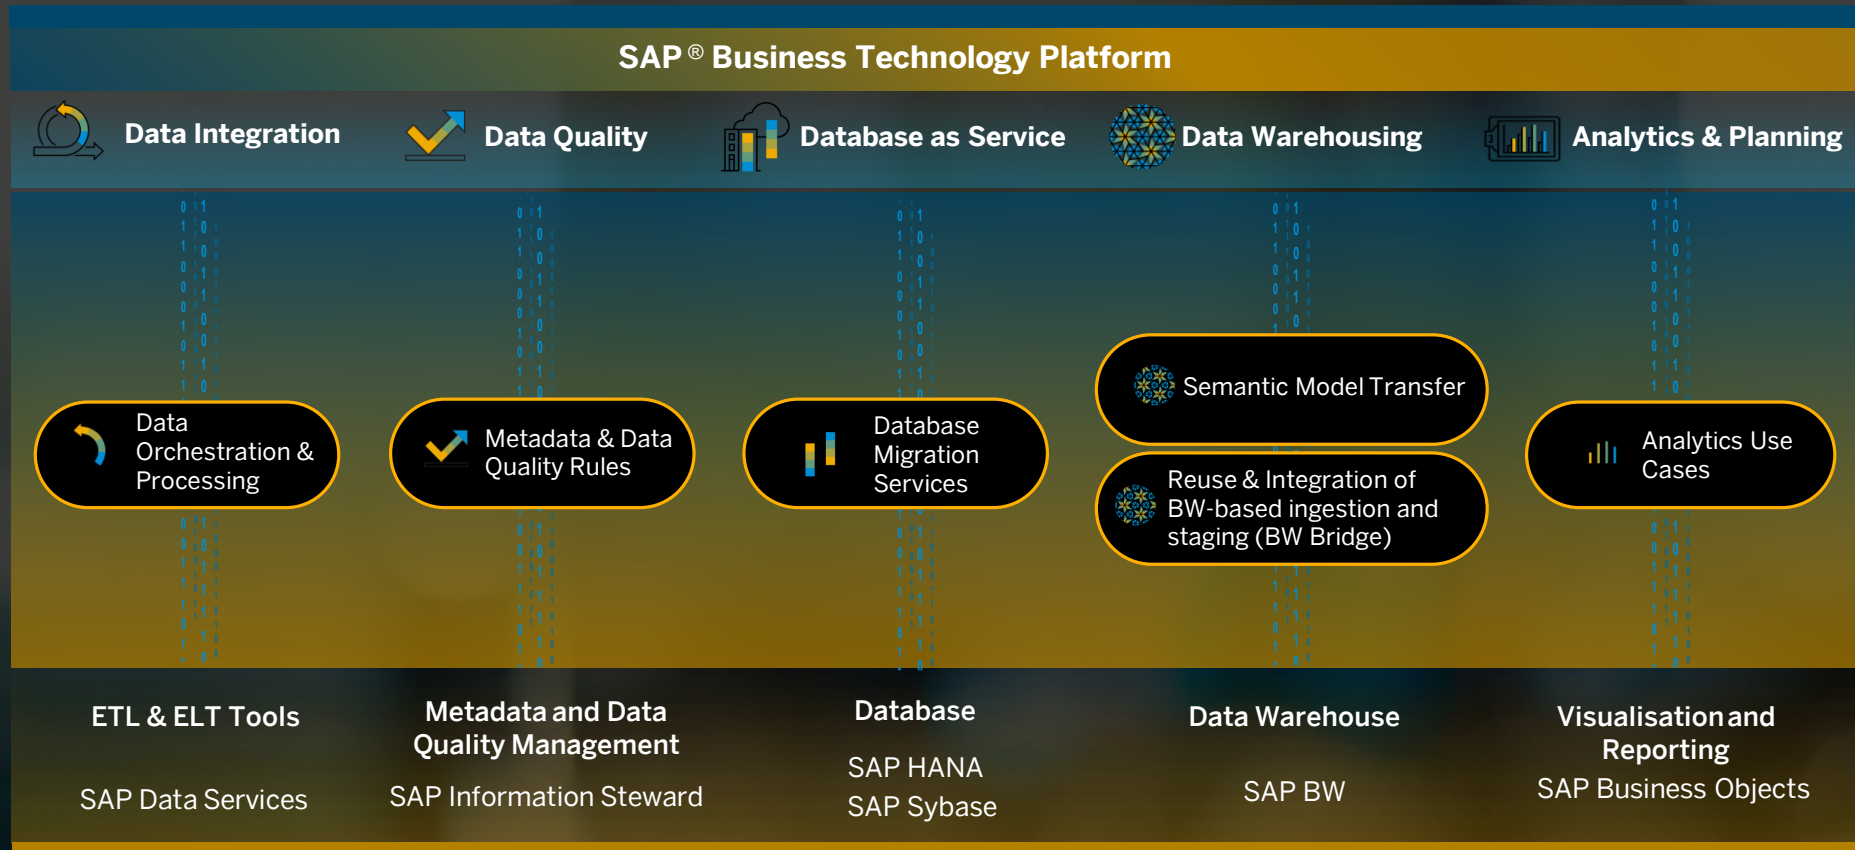 SAP ® Business Technology Platform
Data Integration
Data Quality
Database as Service
Data Warehousing
Analytics & Planning
Data
Orchestration &
Processing
Metadata & Data
Quality Rules
Database
Migration
Services
Semantic Model Transfer
Reuse & Integration of
BW-based ingestion and
staging (BW Bridge)
Analytics Use
Cases
ETL & ELT Tools
SAP Data Services
Metadata and Data
Quality Management
SAP Information Steward
Database
SAP HANA
SAP Sybase
Data Warehouse
SAP BW
Visualisation and
Reporting
SAP Business Objects